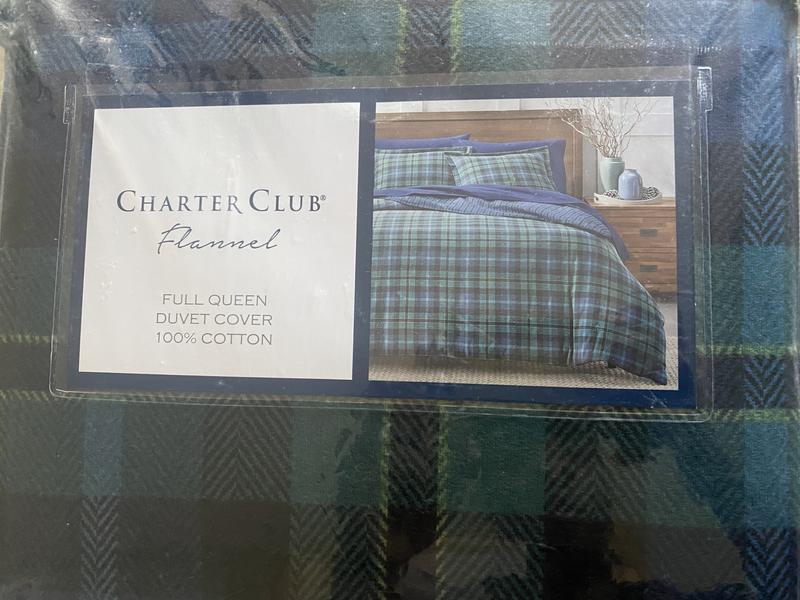 CHARTER CLUB®
Flannel
FULL QUEEN
DUVET COVER
100% COTTON